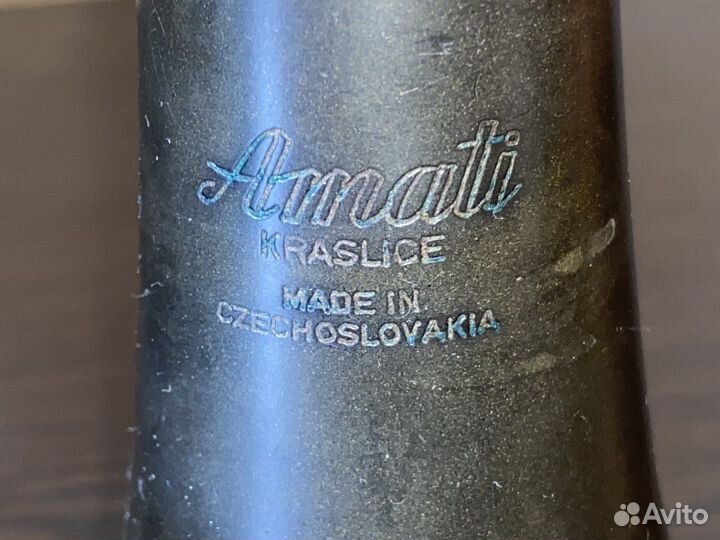 Amati
KRASLICE
MADE IN
CZECHOSLOVAKIA
Avito